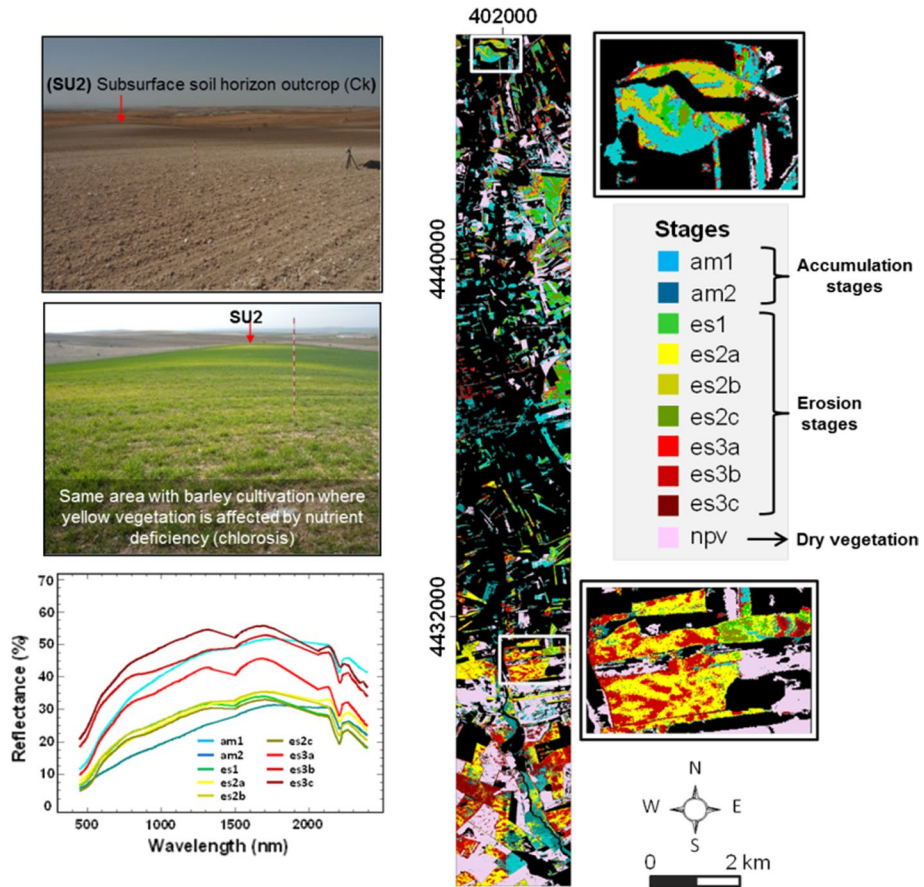 (SU2) Subsurface soil horizon outcrop (Ck)
SU2
Same area with barley cultivation where
yellow vegetation is affected by nutrient
deficiency (chlorosis)
Reflectance (%)
70
60
50
40
30
20
10
0
500
1000
1500
2000
Wavelength (nm)
am1
am2
es1
es2a
es2b
es2c
es3a
es3b
es3c
402000
4440000
4432000
Stages
am1
am2
es1
es2a
es2b
es2c
es3a
es3b
es3c
npv
Accumulation
stages
Erosion
stages
Dry vegetation
N
W
E
S
0
2 km